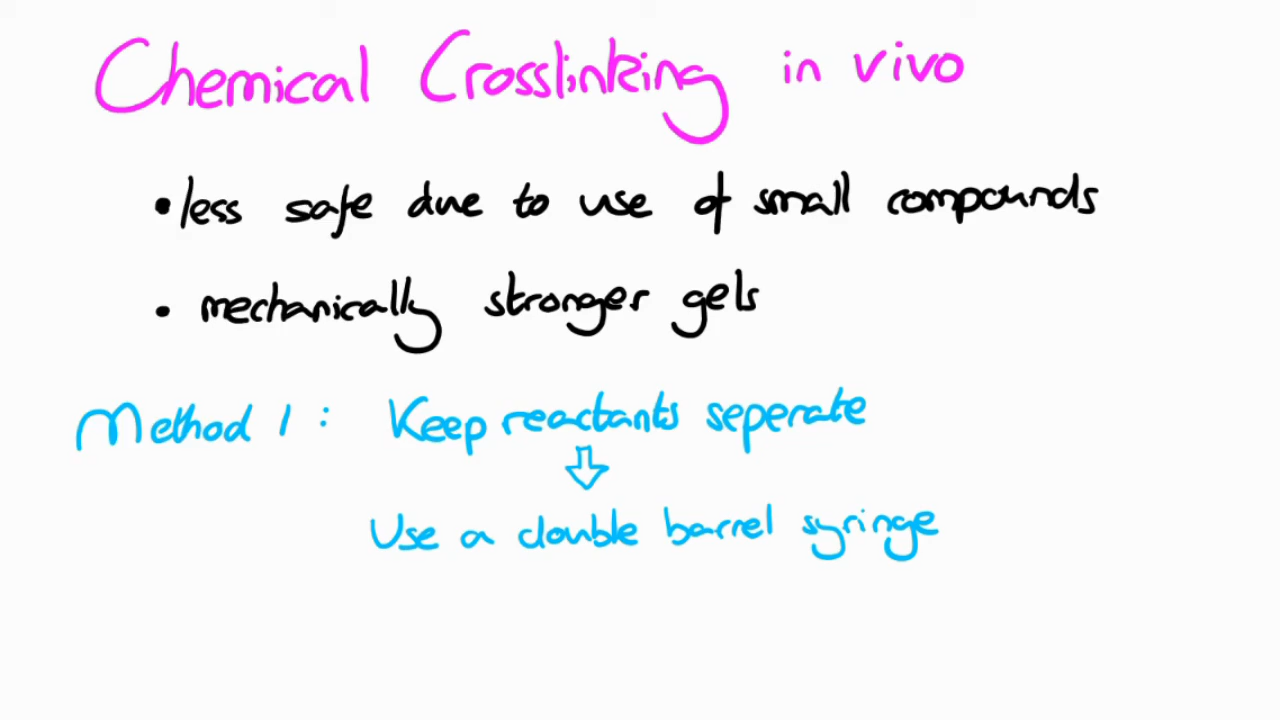 Chemical Crosslinking in vivo
• less safe due to use of small compounds
• mechanically stronger gels
Method 1: Keep reactants seperate
Use a double barrel syringe